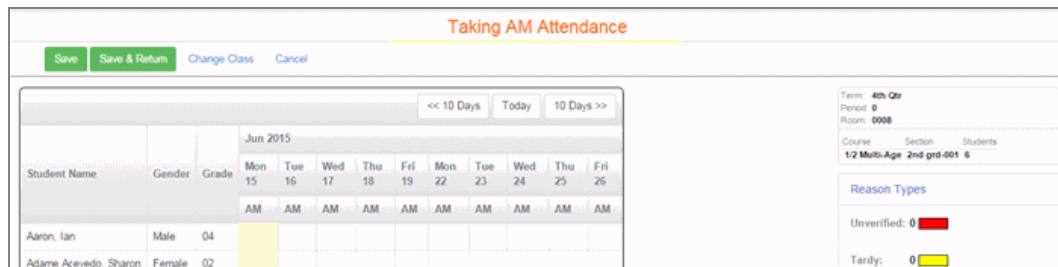 Taking AM Attendance
Save Save & Return Change Class Cancel
<< 10 Days Today 10 Days >>
Jun 2015
Student Name Gender Grade Mon 15 Tue 16 Wed 17 Thu 18 Fri 19 Mon 22 Tue 23 Wed 24 Thu 25 Fri 26
AM AM AM AM AM AM AM AM AM AM
Aaron, Ian Male 04
Adame Acevedo, Sharon Female 02
Term: 4th Qtr
Period 0
Room: 0008
Course Section Students
1/2 Multi-Age 2nd grd-001 6
Reason Types
Unverified: 0
Tardy: 0